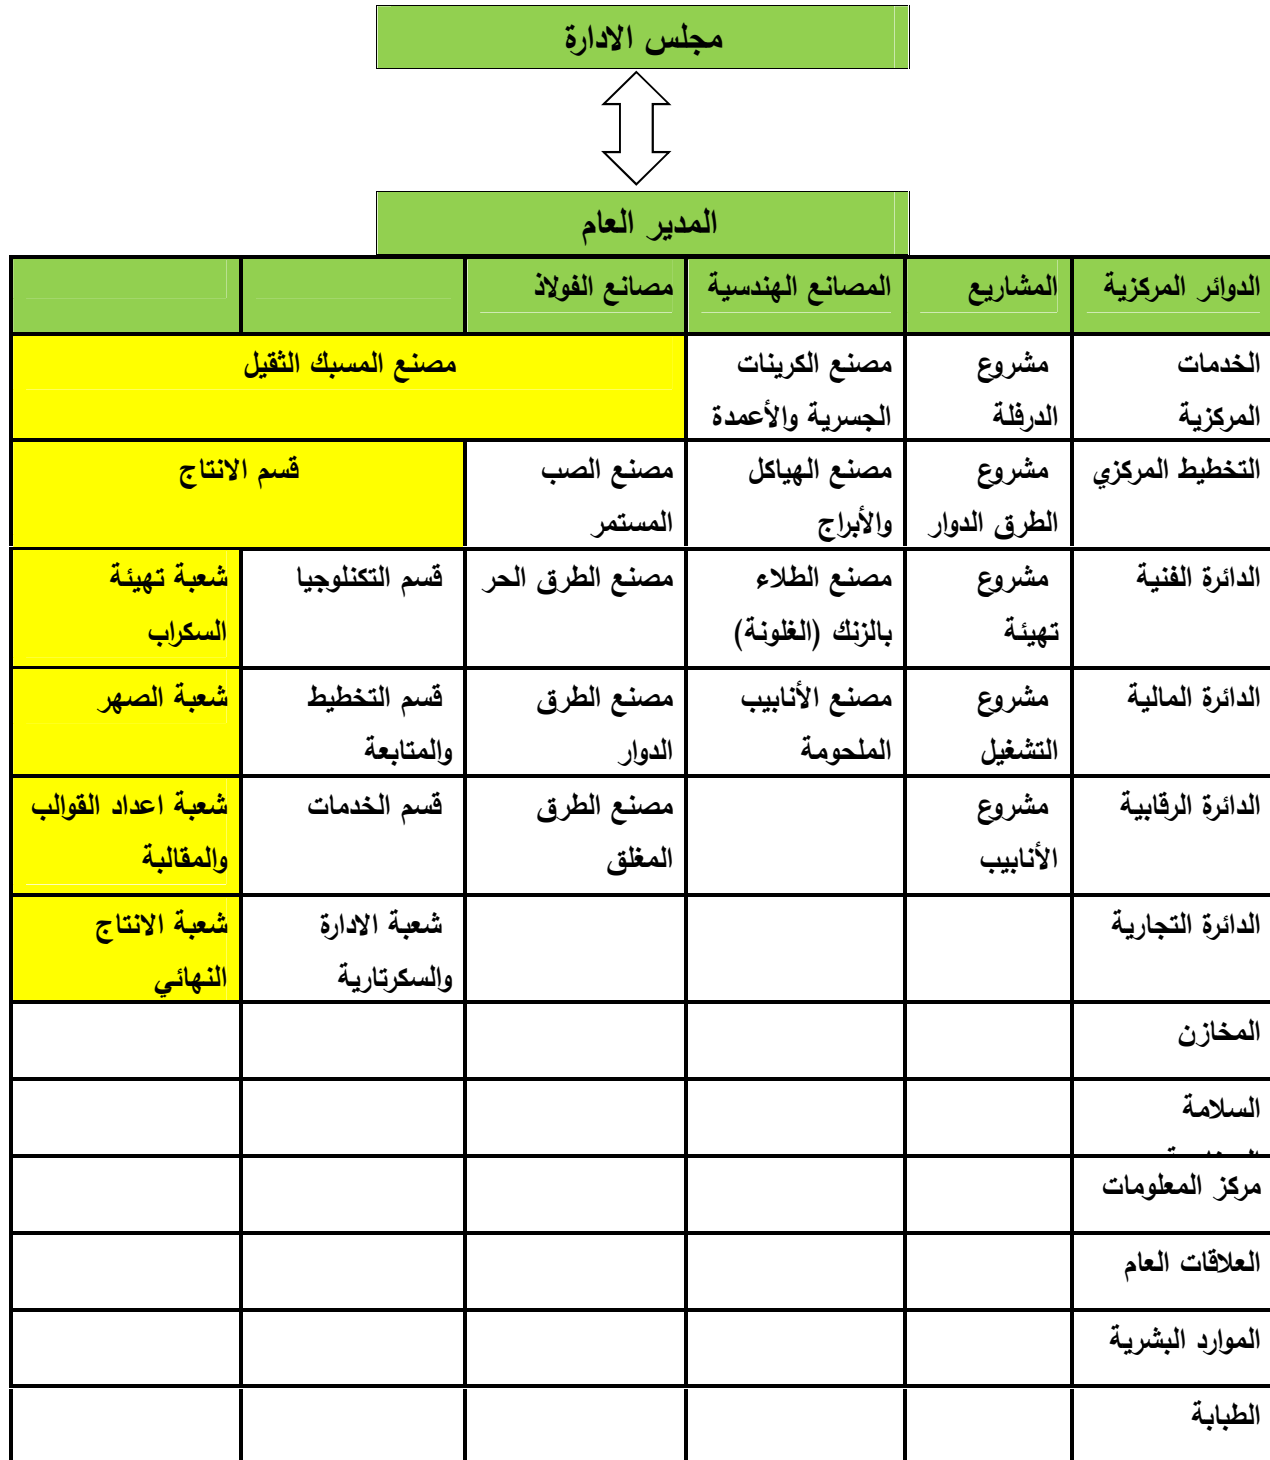 مجلس الادارة
المدير العام
الدوائر المركزية
المشاريع
المصانع الهندسية
مصانع الفولاذ
الخدمات
المركزية
مشروع
الدرفلة
مصنع الكرينات
الجسرية والأعمدة
مصنع المسبك الثقيل
التخطيط المركزي
مشروع
الطرق الدوار
مصنع الهياكل
والأبراج
مصنع الصب
المستمر
قسم الانتاج
الدائرة الفنية
مشروع
تهيئة
مصنع الطلاء
بالزنك (الغلونة)
مصنع الطرق الحر
قسم التكنلوجيا
شعبة تهيئة
السكراب
الدائرة المالية
مشروع
التشغيل
مصنع الأنابيب
الملحومة
مصنع الطرق
الدوار
قسم التخطيط
والمتابعة
شعبة الصهر
الدائرة الرقابية
مشروع
الأنابيب
مصنع الطرق
المغلق
قسم الخدمات
شعبة اعداد القوالب
والمقالبة
الدائرة التجارية
شعبة الادارة
والسكرتارية
شعبة الانتاج
النهائي
المخازن
السلامة
مركز المعلومات
العلاقات العام
الموارد البشرية
الطبابة